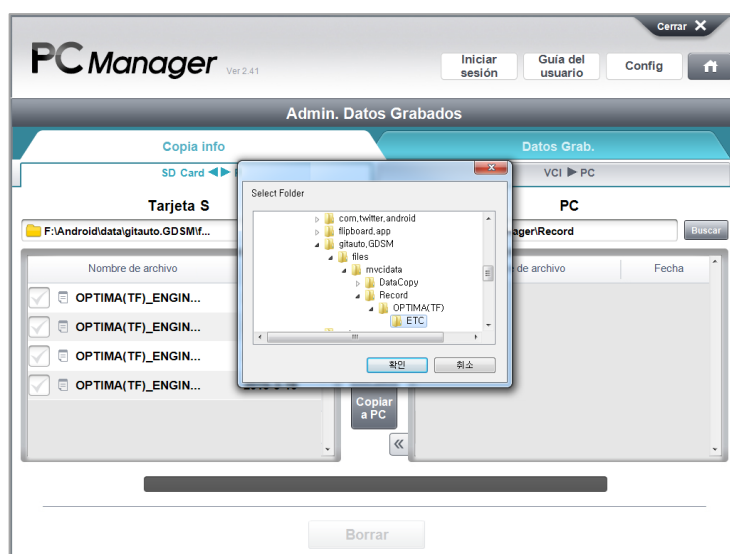 Cerrar
PC Manager Ver 2.41
Iniciar sesión
Guía del usuario
Config
Admin. Datos Grabados
Copia info
Datos Grab.
SD Card
VCI ▶ PC
Tarjeta S
PC
F:\Android\data\gitauto.GDSM\f...
ager\Record
Buscar
Nombre de archivo
de archivo
Fecha
OPTIMA(TF)_ENGIN...
OPTIMA(TF)_ENGIN...
OPTIMA(TF)_ENGIN...
OPTIMA(TF)_ENGIN...
Select Folder
com,twitter,android
flipboard,app
gitauto,GDSM
files
mvcidata
DataCopy
Record
OPTIMA(TF)
ETC
확인
취소
Copiar
a PC
Borrar